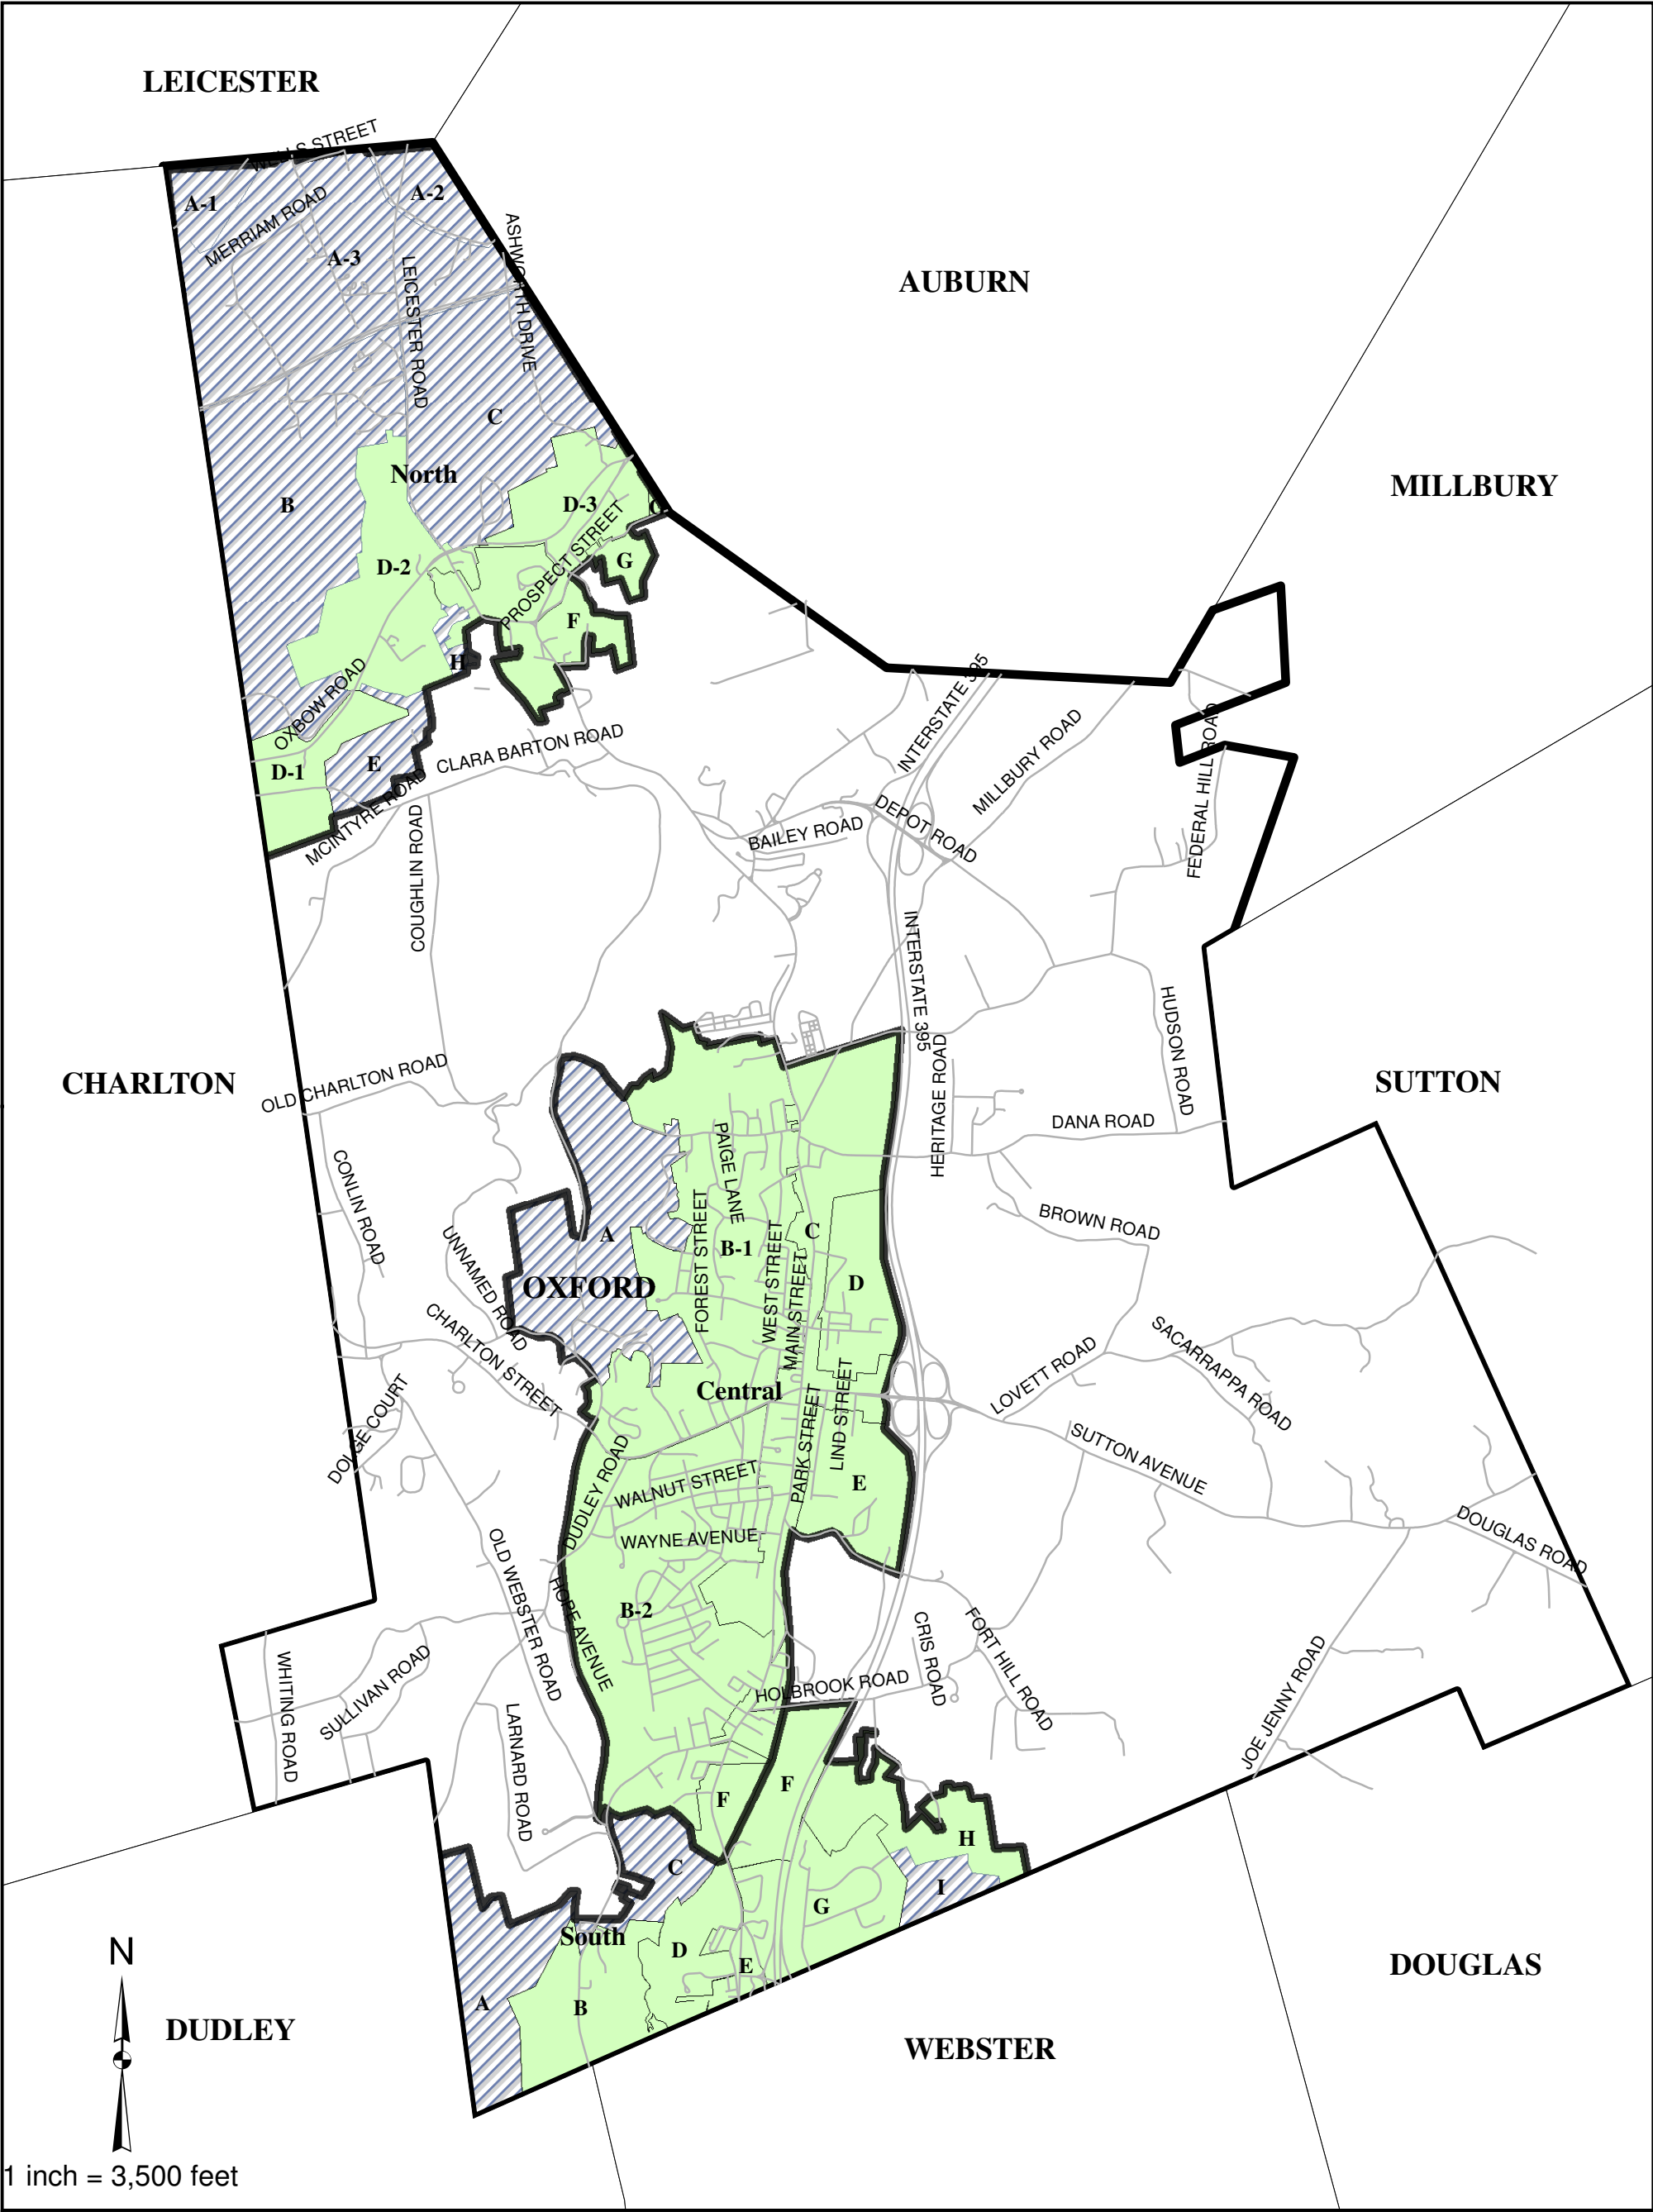 LEICESTER
WELLS STREET
A-1
A-2
MERRIAM ROAD
A-3
LEICESTER ROAD
ASHWORTH DRIVE
AUBURN
C
North
B
D-3
MILLBURY
D-2
PROSPECT STREET
G
F
H
OXBOW ROAD
D-1
E
MCINTYRE ROAD
CLARA BARTON ROAD
COUGHLIN ROAD
INTERSTATE 395
MILLBURY ROAD
DEPOT ROAD
BAILEY ROAD
FEDERAL HILL ROAD
INTERSTATE 395
HUDSON ROAD
CHARLTON
OLD CHARLTON ROAD
HERITAGE ROAD
SUTTON
DANA ROAD
CONLIN ROAD
PAIGE LANE
UNNAMED ROAD
A
FOREST STREET
B-1
WEST STREET
C
MAIN STREET
D
BROWN ROAD
OXFORD
CHARLTON STREET
Central
LOVETT ROAD
SACARRAPPA ROAD
DOLGE COURT
PARK STREET
LIND STREET
SUTTON AVENUE
DUDLEY ROAD
WALNUT STREET
E
WAYNE AVENUE
DOUGLAS ROAD
OLD WEBSTER ROAD
HOPE AVENUE
B-2
CRIS ROAD
FORT HILL ROAD
WHITING ROAD
SULLIVAN ROAD
LARNARD ROAD
HOLBROOK ROAD
JOE JENNY ROAD
F
F
H
C
I
G
South
D
E
A
B
N
DUDLEY
WEBSTER
DOUGLAS
1 inch = 3,500 feet